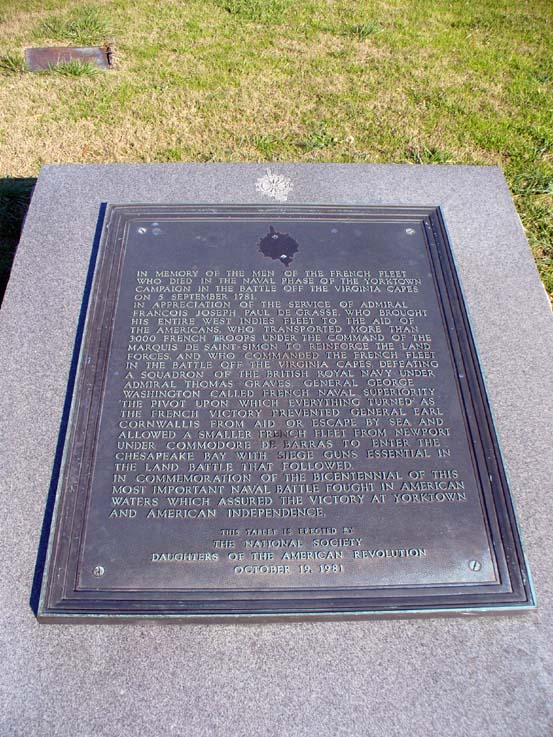 IN MEMORY OF THE MEN OF THE FRENCH FLEET
WHO DIED IN THE NAVAL PHASE OF THE YORKTOWN
CAMPAIGN IN THE BATTLE OFF THE VIRGINIA CAPES
ON 5 SEPTEMBER 1781.
IN APPRECIATION OF THE SERVICE OF ADMIRAL
FRANCOIS JOSEPH PAUL DE GRASSE, WHO BROUGHT
HIS ENTIRE WEST INDIES FLEET TO THE AID OF
THE AMERICANS, WHO TRANSPORTED MORE THAN
3000 FRENCH TROOPS UNDER THE COMMAND OF THE
MARQUIS DE SAINT-SIMON TO REINFORCE THE LAND
FORCES, AND WHO COMMANDED THE FRENCH FLEET
IN THE BATTLE OFF THE VIRGINIA CAPES, DEFEATING
A SQUADRON OF THE BRITISH ROYAL NAVY UNDER
ADMIRAL THOMAS GRAVES. GENERAL GEORGE
WASHINGTON CALLED FRENCH NAVAL SUPERIORITY
THE PIVOT UPON WHICH EVERYTHING TURNED AS
THE FRENCH VICTORY PREVENTED GENERAL EARL
CORNWALLIS FROM AID OR ESCAPE BY SEA AND
ALLOWED A SMALLER FRENCH FLEET FROM NEWPORT
UNDER COMMODORE DE BARRAS TO ENTER THE
CHESAPEAKE BAY WITH SIEGE GUNS ESSENTIAL IN
THE LAND BATTLE THAT FOLLOWED.
IN COMMEMORATION OF THE BICENTENNIAL OF THIS
MOST IMPORTANT NAVAL BATTLE FOUGHT IN AMERICAN
WATERS WHICH ASSURED THE VICTORY AT YORKTOWN
AND AMERICAN INDEPENDENCE.
THIS TABLET IS ERECTED BY
THE NATIONAL SOCIETY
DAUGHTERS OF THE AMERICAN REVOLUTION
OCTOBER 19, 1981